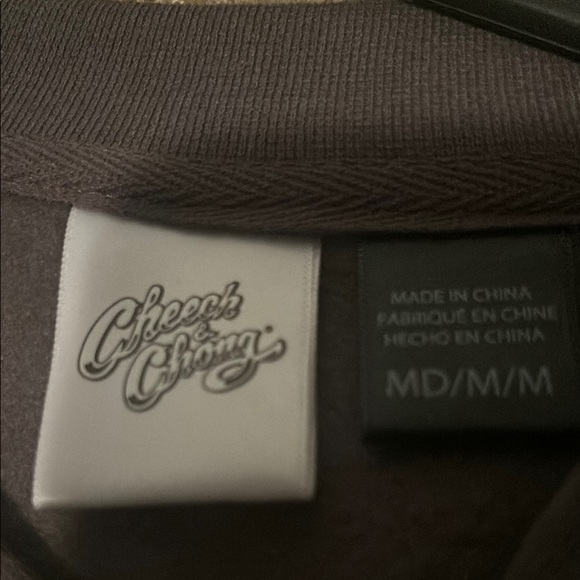 Cheech
&
Chong®
MADE IN CHINA
FABRIQUÉ EN CHINE
HECHO EN CHINA
MD/M/M